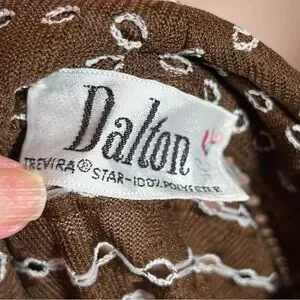 Dalton
TREVIRA® STAR-100% POLYESTER